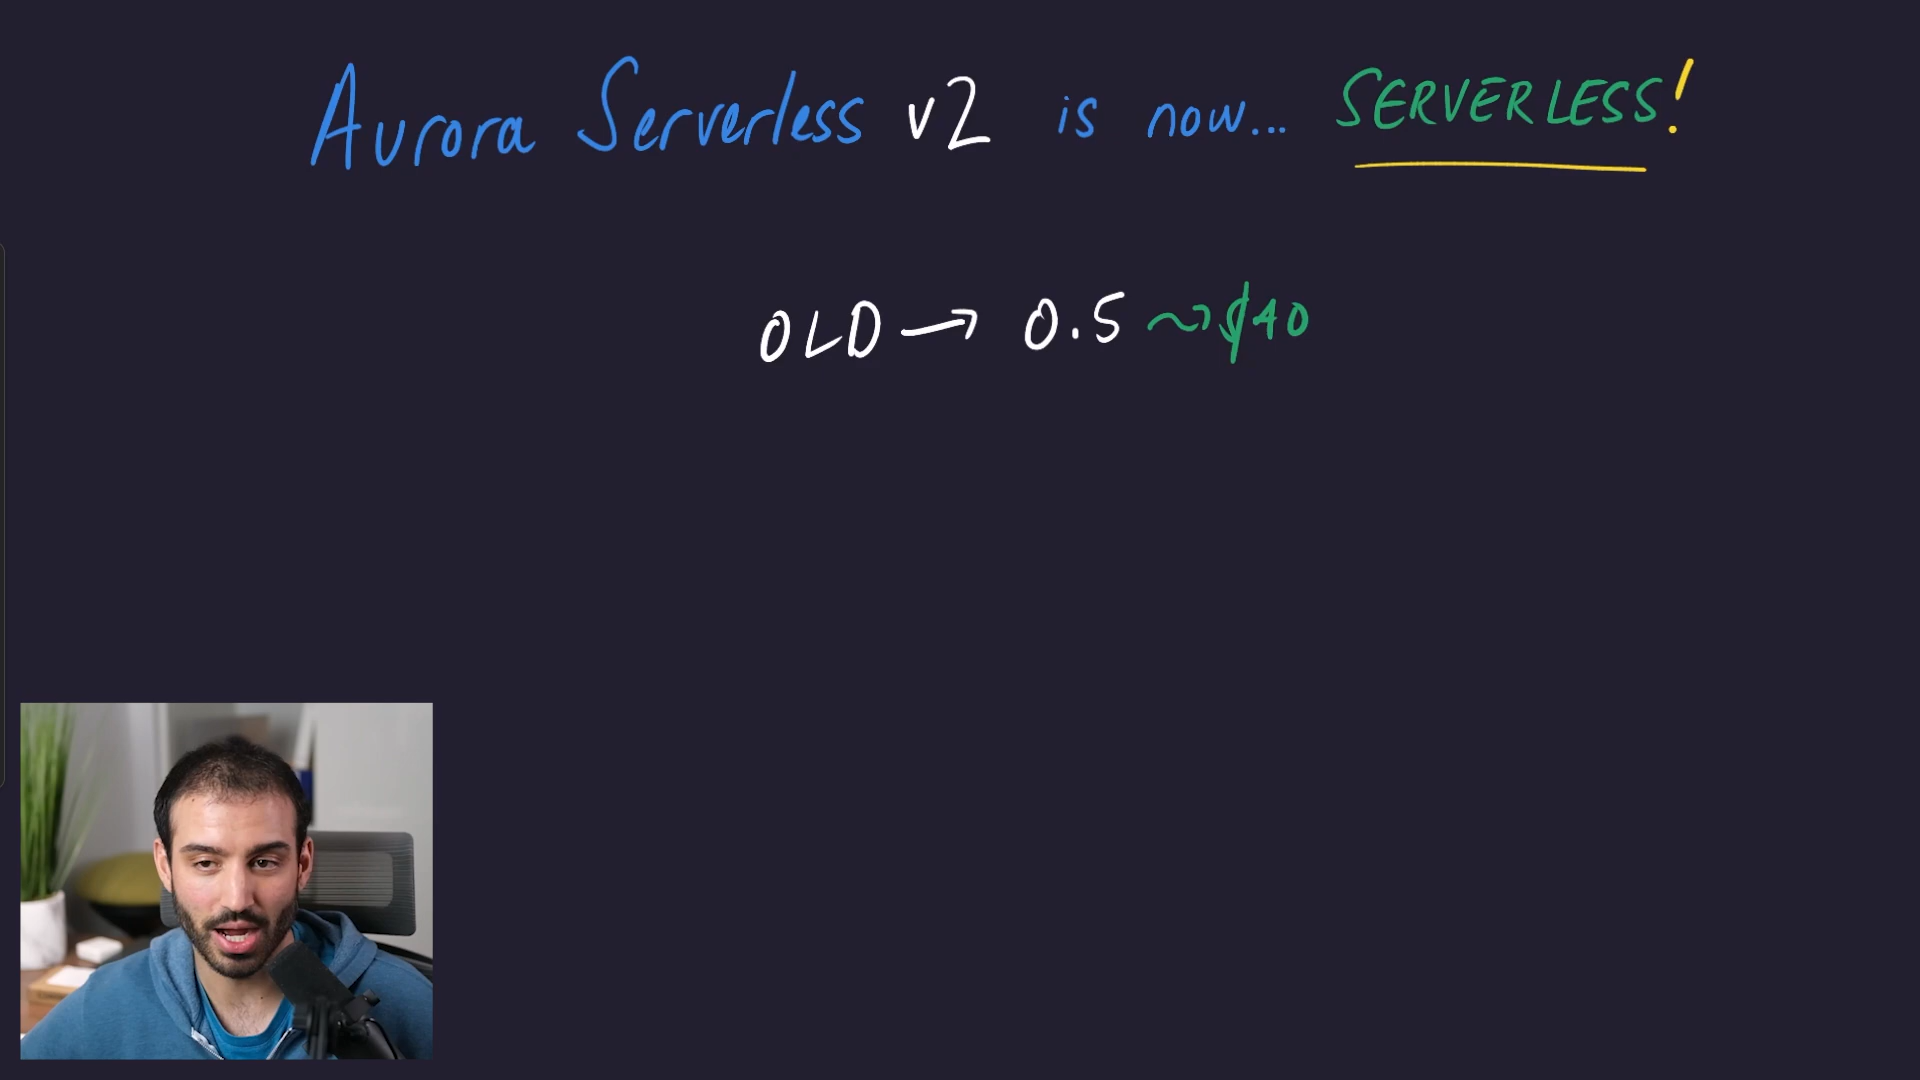 Aurora Serverless v2 is now... SERVERLESS!
OLD → 0.5 ~> $40